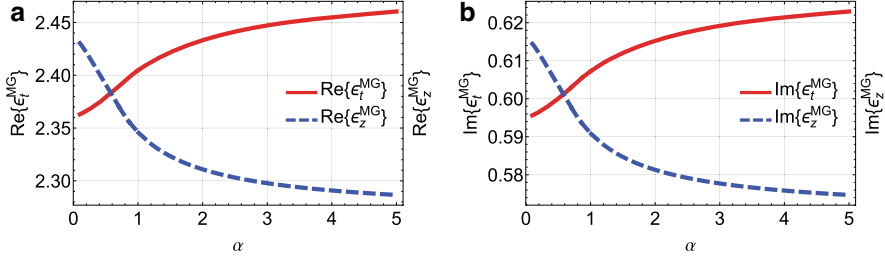 a
2.45
2.40
2.35
2.30
Re{ϵ_t^MG}
Re{ϵ_z^MG}
Re{ϵ_t^MG}
Re{ϵ_z^MG}
0 1 2 3 4 5
α
b
0.62
0.61
0.60
0.59
0.58
Im{ϵ_t^MG}
Im{ϵ_z^MG}
Im{ϵ_t^MG}
Im{ϵ_z^MG}
0 1 2 3 4 5
α